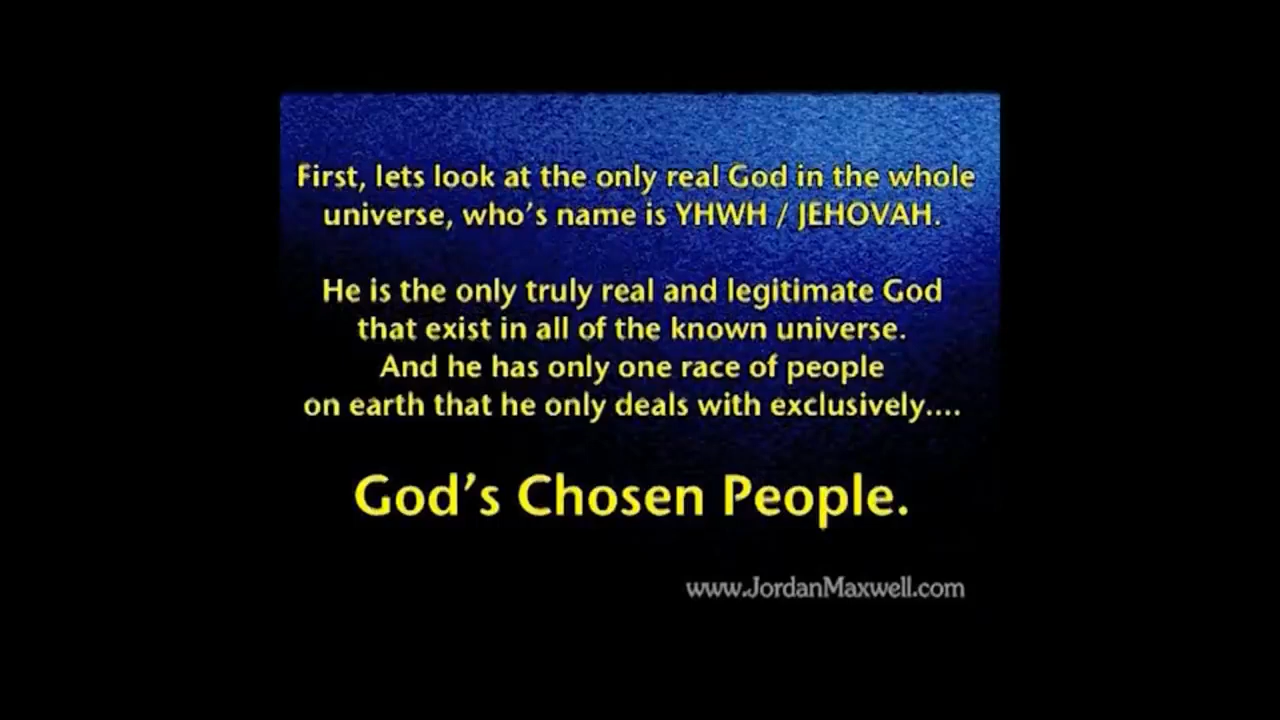 First, lets look at the only real God in the whole
universe, who's name is YHWH / JEHOVAH.
He is the only truly real and legitimate God
that exist in all of the known universe.
And he has only one race of people
on earth that he only deals with exclusively....
God's Chosen People.
www.JordanMaxwell.com